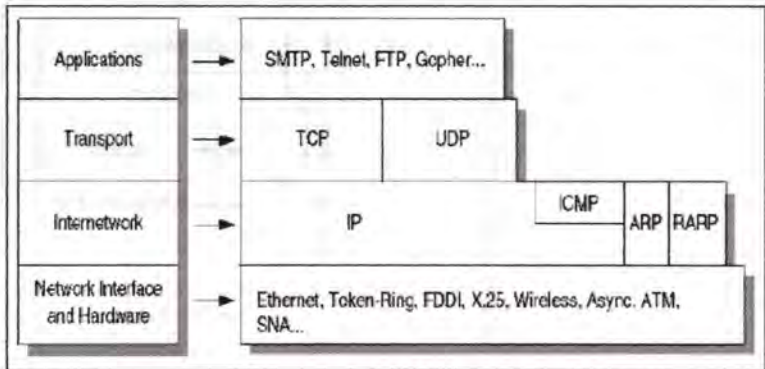 Applications
SMTP, Telnet, FTP, Gopher...
Transport
TCP
UDP
Internetwork
IP
ICMP
ARP
RARP
Network Interface
and Hardware
Ethernet, Token-Ring, FDDI, X.25, Wireless, Async. ATM,
SNA...